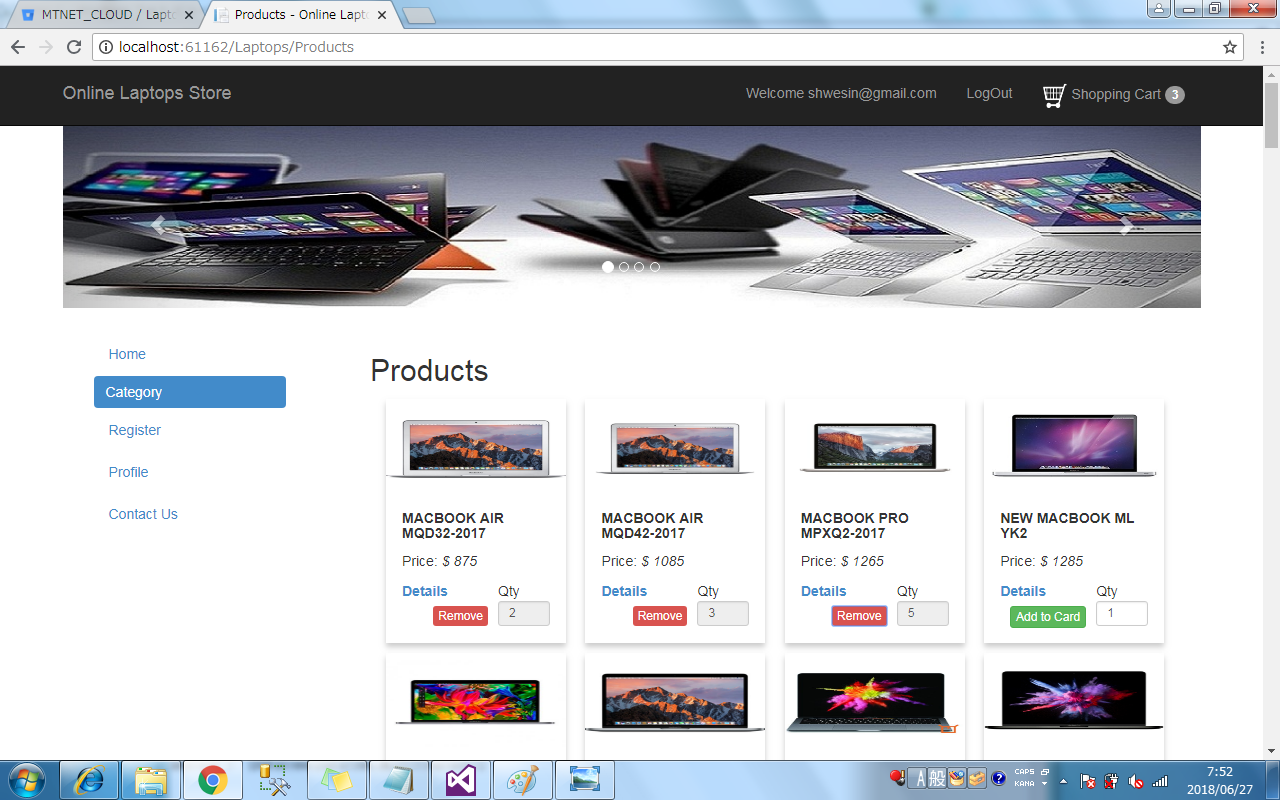 MTNET_CLOUD / Lapto
Products - Online Lapto
localhost:61162/Laptops/Products
Online Laptops Store
Welcome shwesin@gmail.com
LogOut
Shopping Cart 3
Home
Category
Register
Profile
Contact Us
Products
MACBOOK AIR
MQD32-2017
Price: $ 875
Details
Qty
Remove
2
MACBOOK AIR
MQD42-2017
Price: $ 1085
Details
Qty
Remove
3
MACBOOK PRO
MPXQ2-2017
Price: $ 1265
Details
Qty
Remove
5
NEW MACBOOK ML
YK2
Price: $ 1285
Details
Qty
Add to Card
1
A 般
CAPS
KANA
7:52
2018/06/27